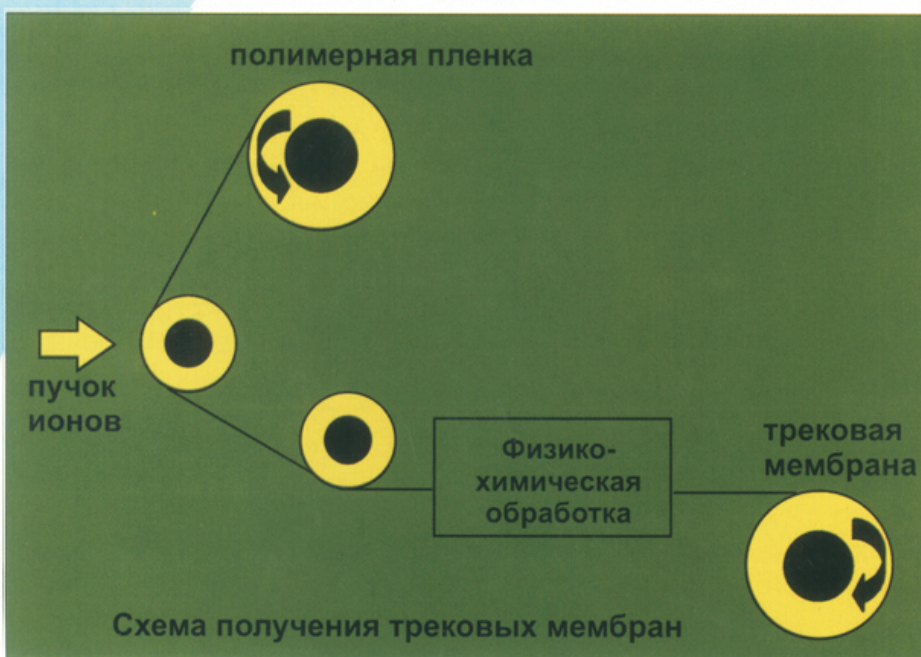 полимерная пленка
пучок
ионов
Физико-
химическая
обработка
трековая
мембрана
Схема получения трековых мембран